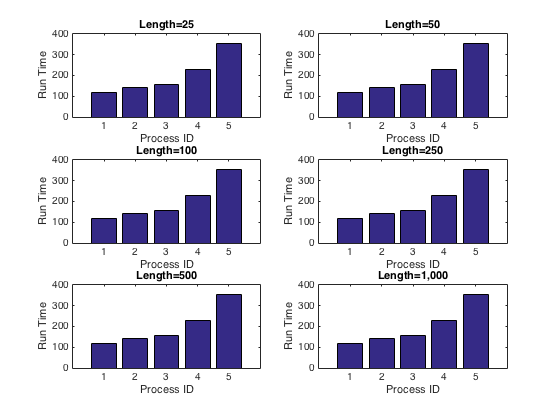 Length=25
400
300
200
100
0
Run Time
1 2 3 4 5
Process ID
Length=50
400
300
200
100
0
Run Time
1 2 3 4 5
Process ID
Length=100
400
300
200
100
0
Run Time
1 2 3 4 5
Process ID
Length=250
400
300
200
100
0
Run Time
1 2 3 4 5
Process ID
Length=500
400
300
200
100
0
Run Time
1 2 3 4 5
Process ID
Length=1,000
400
300
200
100
0
Run Time
1 2 3 4 5
Process ID